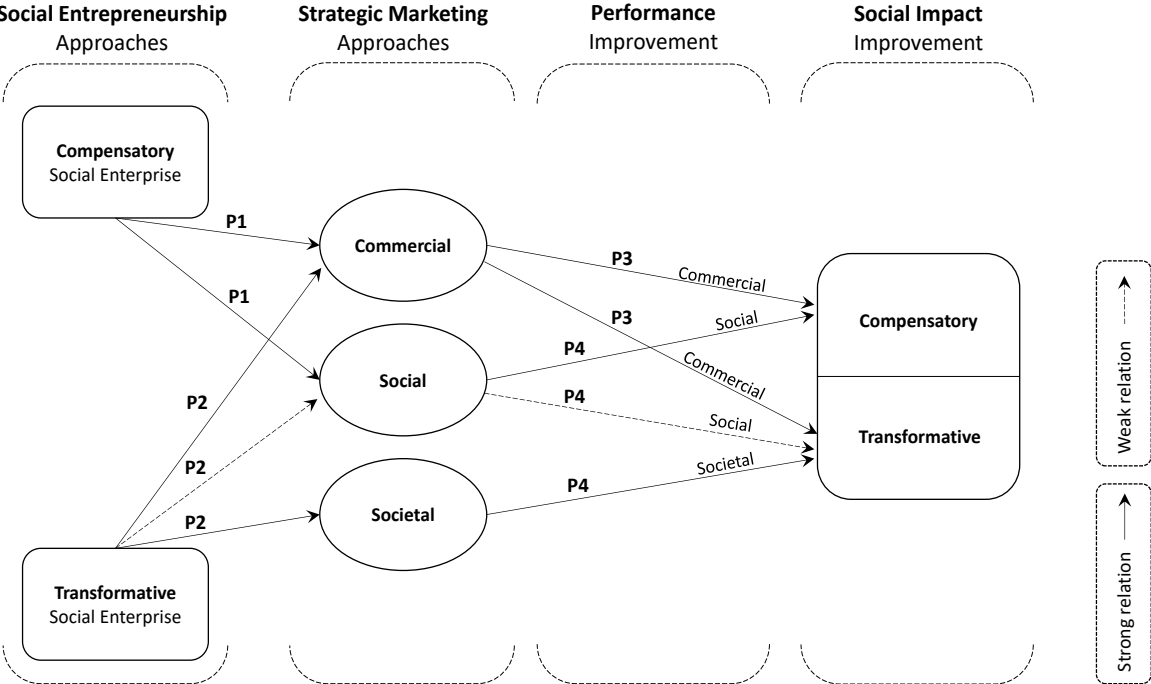 Social Entrepreneurship
Approaches
Strategic Marketing
Approaches
Performance
Improvement
Social Impact
Improvement
Compensatory
Social Enterprise
P1
P1
P2
P2
P2
Transformative
Social Enterprise
Commercial
Social
Societal
P3
Commercial
P3
Commercial
P4
Social
P4
Social
P4
Societal
Compensatory
Transformative
Weak relation
Strong relation